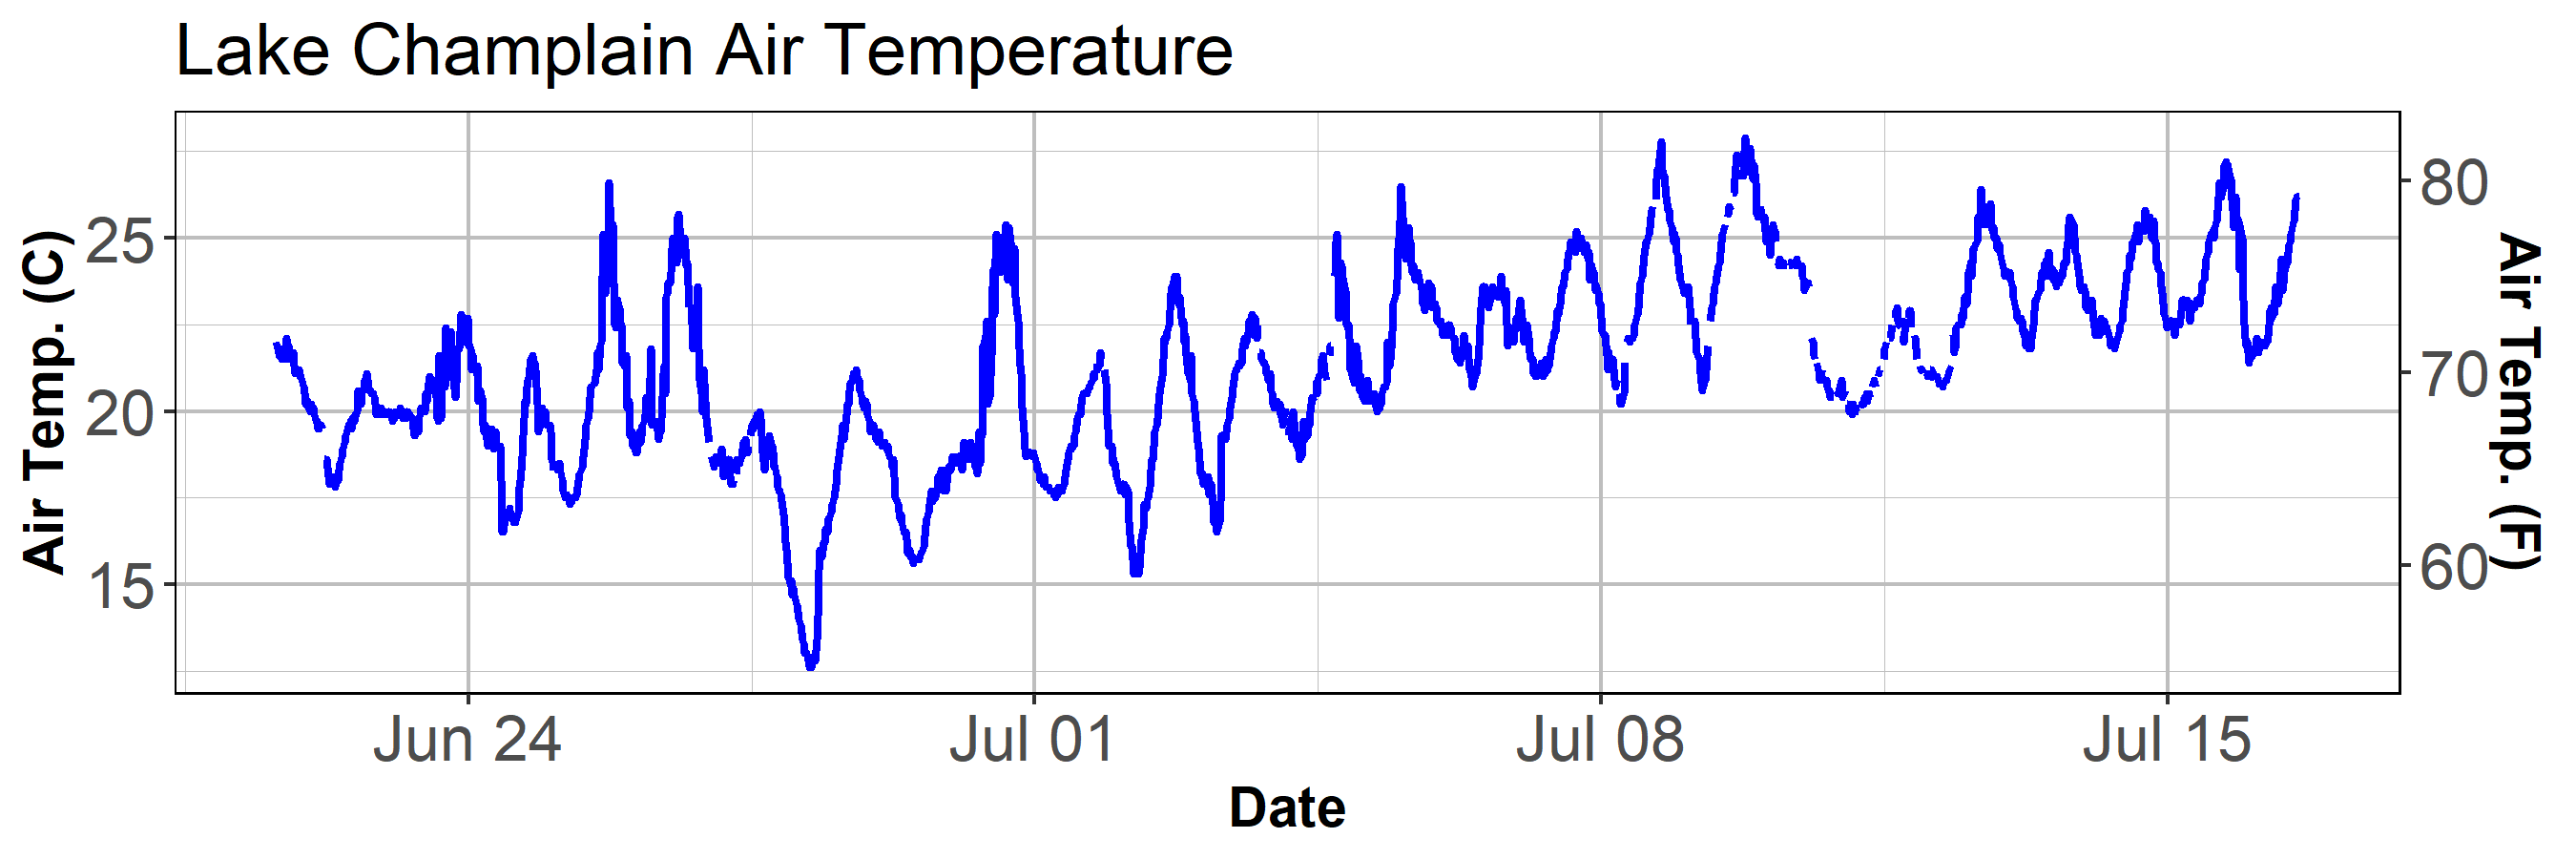 Lake Champlain Air Temperature
Air Temp. (C)
25
20
15
80
70
60
Air Temp. (F)
Jun 24 Jul 01 Jul 08 Jul 15
Date